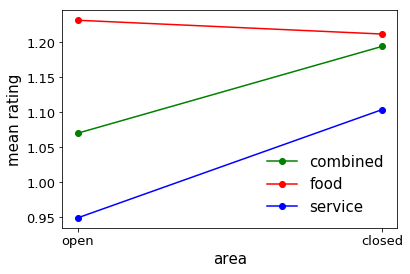 1.20
1.15
1.10
1.05
1.00
0.95
mean rating
open
closed
area
combined
food
service